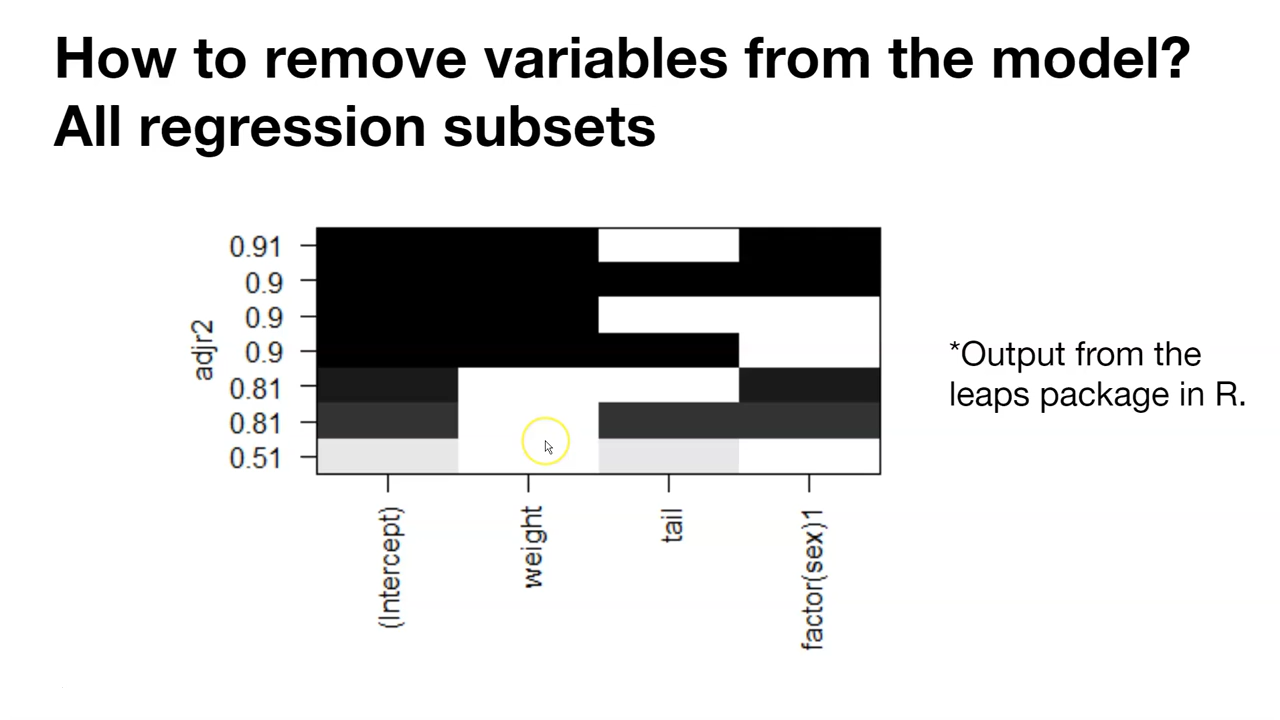 How to remove variables from the model?
All regression subsets
adjr2
0.91
0.9
0.9
0.9
0.81
0.81
0.51
(Intercept)
weight
tail
factor(sex)1
*Output from the
leaps package in R.